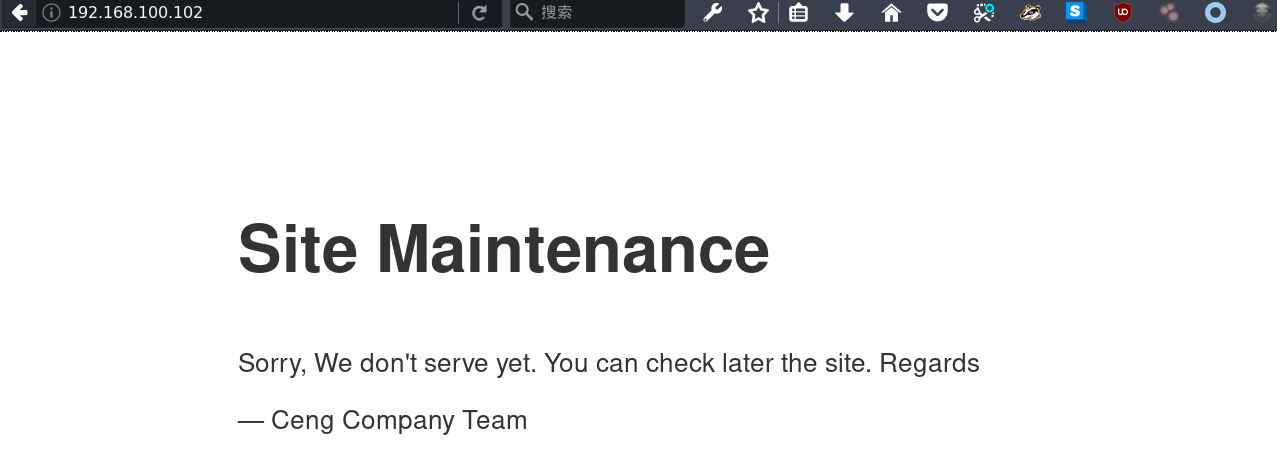 192.168.100.102 搜索
Site Maintenance
Sorry, We don't serve yet. You can check later the site. Regards
— Ceng Company Team